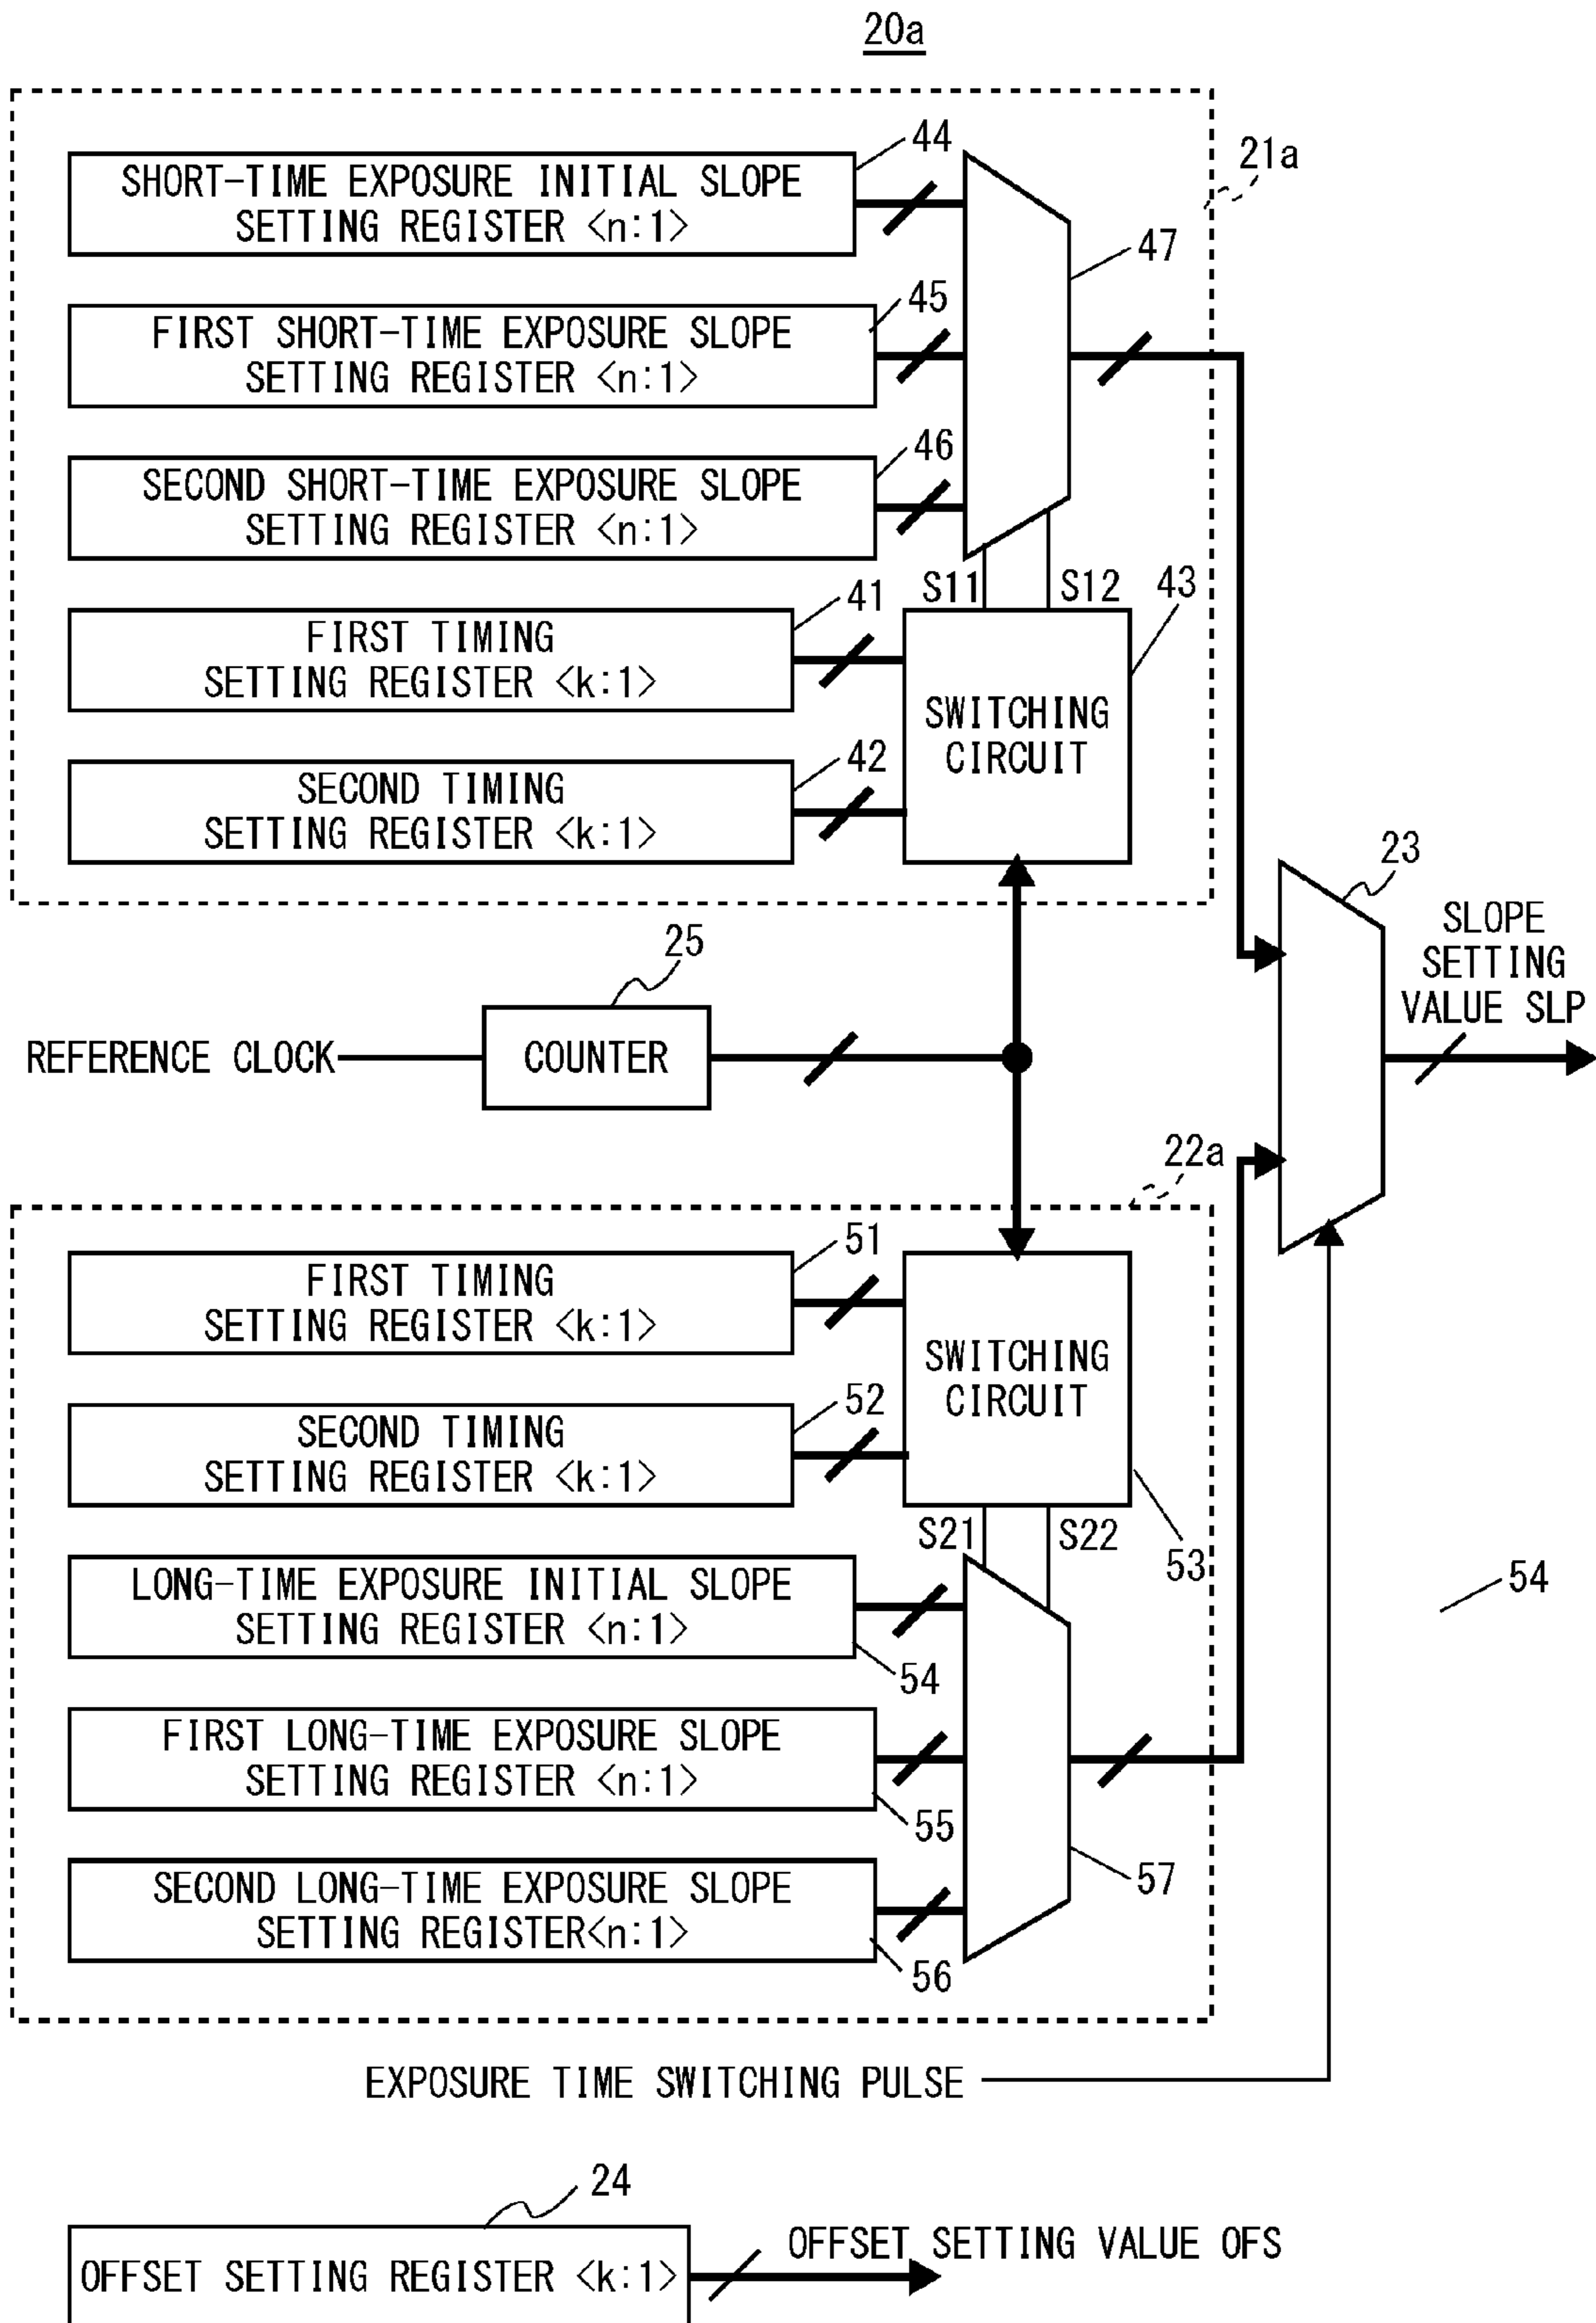 20a
44
21a
SHORT-TIME EXPOSURE INITIAL SLOPE
SETTING REGISTER <n:1>
47
45
FIRST SHORT-TIME EXPOSURE SLOPE
SETTING REGISTER <n:1>
46
SECOND SHORT-TIME EXPOSURE SLOPE
SETTING REGISTER <n:1>
S11
S12
43
41
FIRST TIMING
SETTING REGISTER <k:1>
SWITCHING
CIRCUIT
42
SECOND TIMING
SETTING REGISTER <k:1>
23
SLOPE
SETTING
VALUE SLP
25
REFERENCE CLOCK
COUNTER
22a
51
FIRST TIMING
SETTING REGISTER <k:1>
SWITCHING
CIRCUIT
52
SECOND TIMING
SETTING REGISTER <k:1>
S21
S22
53
54
LONG-TIME EXPOSURE INITIAL SLOPE
SETTING REGISTER <n:1>
54
FIRST LONG-TIME EXPOSURE SLOPE
SETTING REGISTER <n:1>
55
57
SECOND LONG-TIME EXPOSURE SLOPE
SETTING REGISTER<n:1>
56
EXPOSURE TIME SWITCHING PULSE
24
OFFSET SETTING REGISTER <k:1>
OFFSET SETTING VALUE OFS